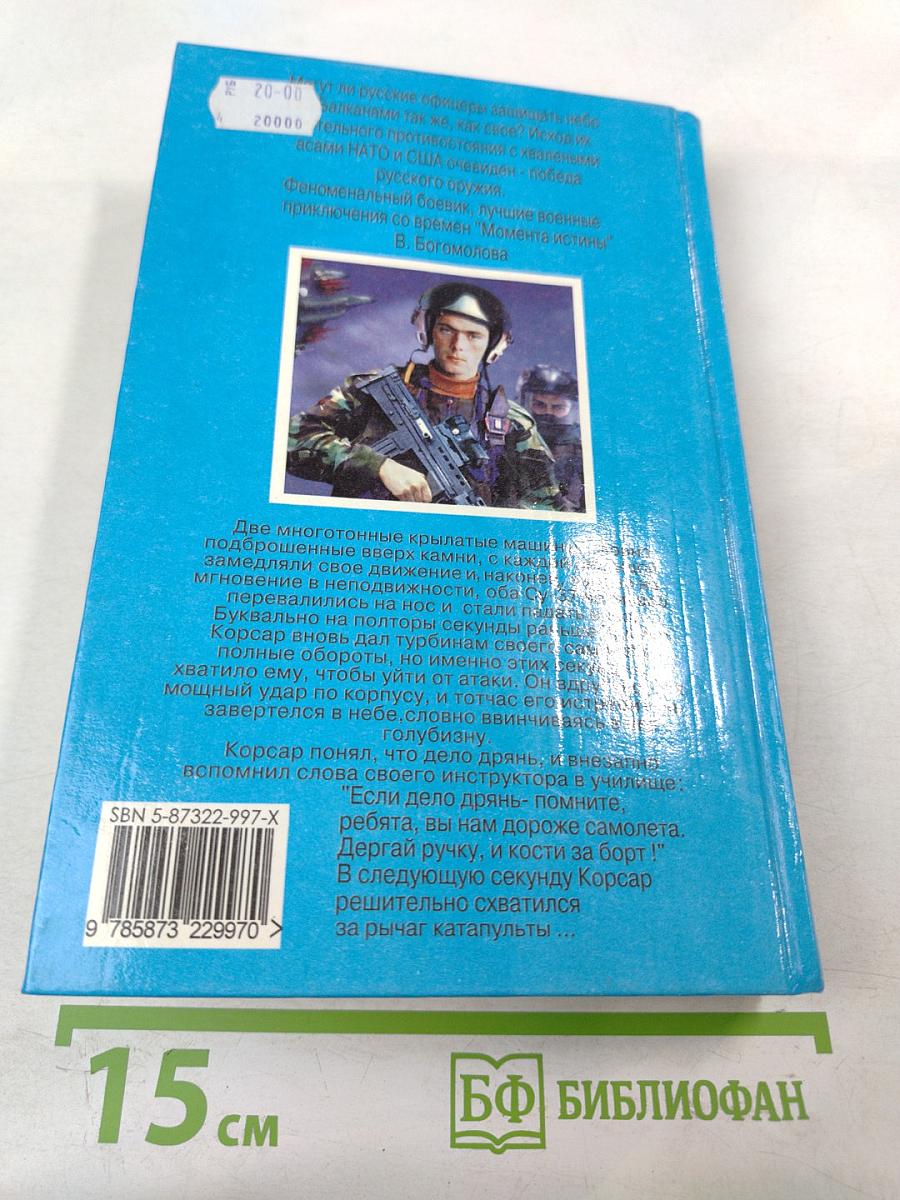 РУБ 20-00
4 20000
ли русские офицеры защищать небо
так же, как свое? Исход их
противостояния с хвалеными
асами НАТО и США очевиден - победа
русского оружия.
Феноменальный боевик, лучшие военные
приключения со времен "Момента истины"
В. Богомолова
Две многотонные крылатые
подброшенные вверх камни, с каждой
замедляли свое движение и,
мгновение в неподвижности, оба
перевалились на нос и стали падать
Буквально на полторы секунды раньше
Корсар вновь дал турбинам своего
полные обороты, но именно этих
хватило ему, чтобы уйти от атаки. Он
мощный удар по корпусу, и тотчас его
завертелся в небе,словно ввинчиваясь в
голубизну.
Корсар понял, что дело дрянь, и внезапно
вспомнил слова своего инструктора в училище:
"Если дело дрянь- помните,
ребята, вы нам дороже самолета.
Дергай ручку, и кости за борт !"
В следующую секунду Корсар
решительно схватился
за рычаг катапульты ...
ISBN 5-87322-997-X
9 785873 229970 >
15 см
БФ БИБЛИОФАН